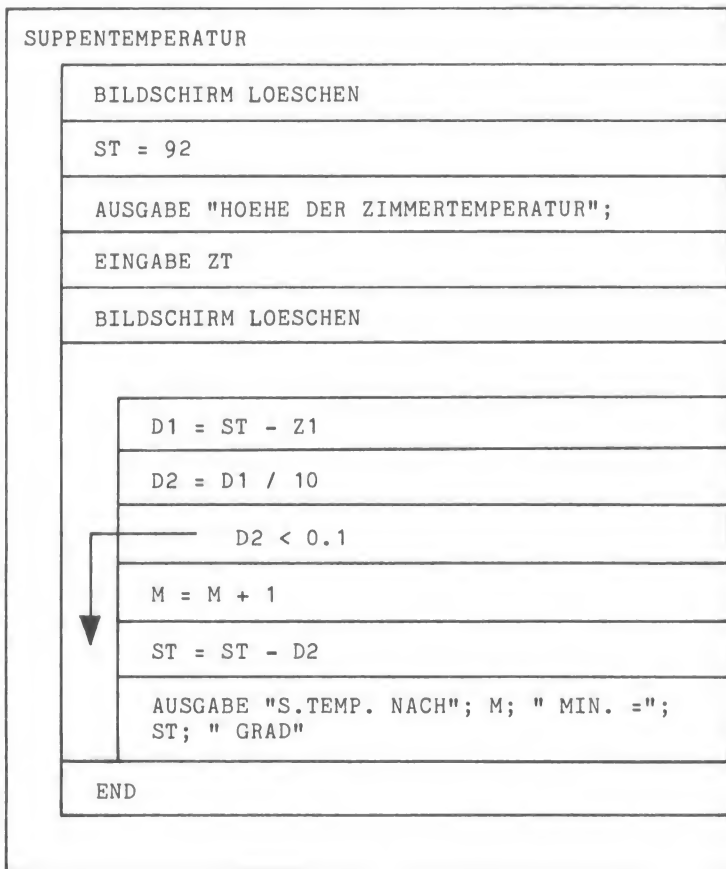 SUPPENTEMPERATUR
BILDSCHIRM LOESCHEN
ST = 92
AUSGABE "HOEHE DER ZIMMERTEMPERATUR";
EINGABE ZT
BILDSCHIRM LOESCHEN
D1 = ST - Z1
D2 = D1 / 10
D2 < 0.1
M = M + 1
ST = ST - D2
AUSGABE "S.TEMP. NACH"; M; " MIN. =";
ST; " GRAD"
END